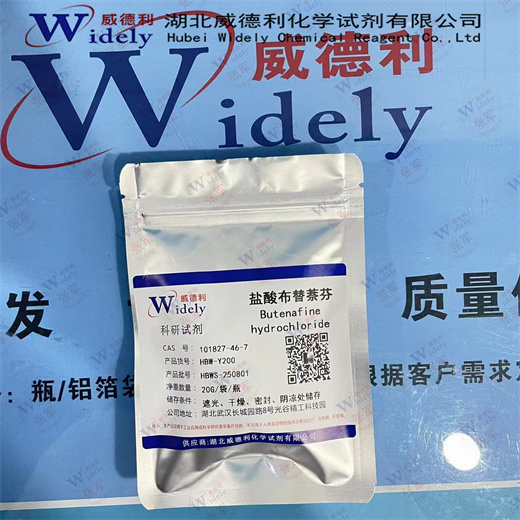 威德利
Widely
湖北威德利化学试剂有限公司
Hubei Widely Chemical Reagent Co.,Ltd
威德利
Widely
质量
：瓶/铝箔袋
根据客户需求
威德利
Widely
科研试剂
盐酸布替萘芬
Butenafine
hydrochloride
CAS 号： 101827-46-7
产品货号： HBW-Y200
产品批号： HBWS-250801
净重数量： 20G/袋/瓶
储存条件： 遮光、干燥、密封、阴凉处储存
公司地址：湖北武汉长城园路8号光谷精工科技园
供应商：湖北威德利化学试剂有限公司